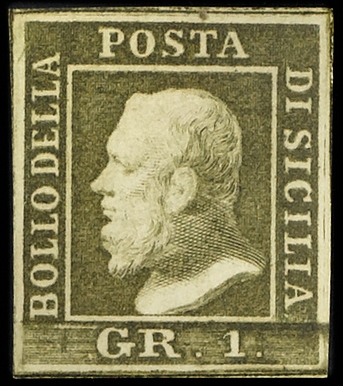 BOLLO DELLA
POSTA
DI SICILIA
GR. 1.